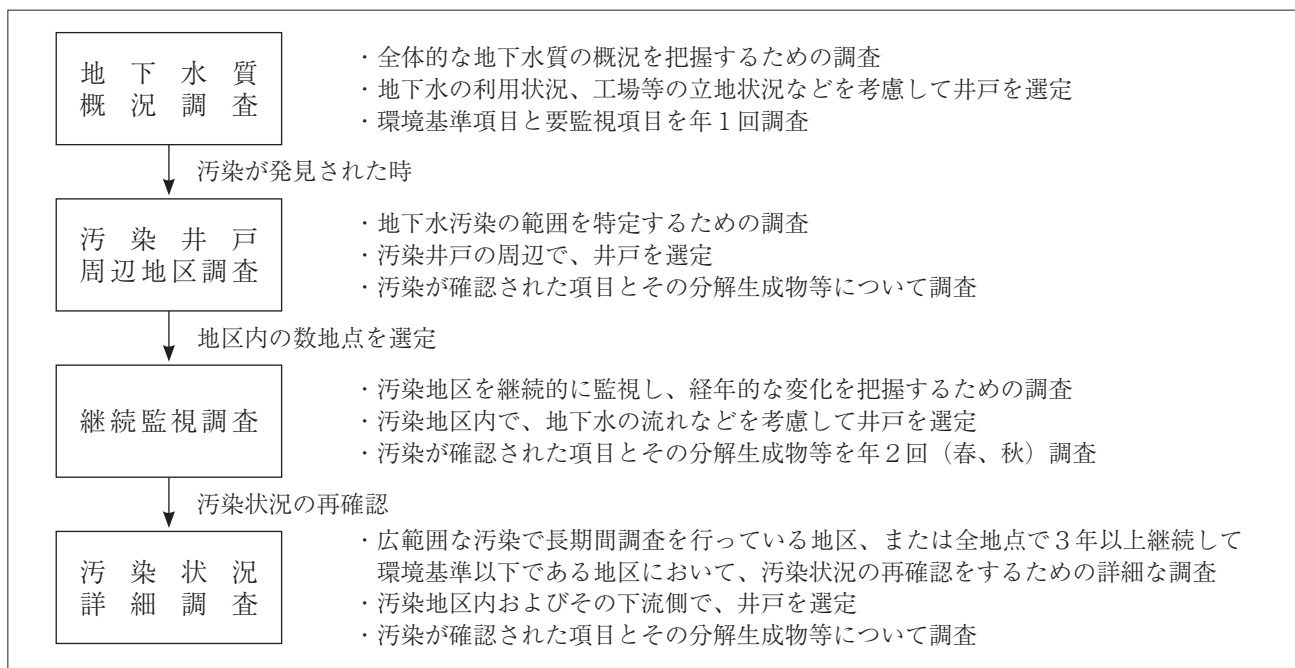 地下水質
概況調査
・全体的な地下水質の概況を把握するための調査
・地下水の利用状況、工場等の立地状況などを考慮して井戸を選定
・環境基準項目と要監視項目を年１回調査
汚染が発見された時
汚染井戸
周辺地区調査
・地下水汚染の範囲を特定するための調査
・汚染井戸の周辺で、井戸を選定
・汚染が確認された項目とその分解生成物等について調査
地区内の数地点を選定
継続監視調査
・汚染地区を継続的に監視し、経年的な変化を把握するための調査
・汚染地区内で、地下水の流れなどを考慮して井戸を選定
・汚染が確認された項目とその分解生成物等を年２回（春、秋）調査
汚染状況の再確認
汚染状況
詳細調査
・広範囲な汚染で長期間調査を行っている地区、または全地点で３年以上継続して
環境基準以下である地区において、汚染状況の再確認をするための詳細な調査
・汚染地区内およびその下流側で、井戸を選定
・汚染が確認された項目とその分解生成物等について調査